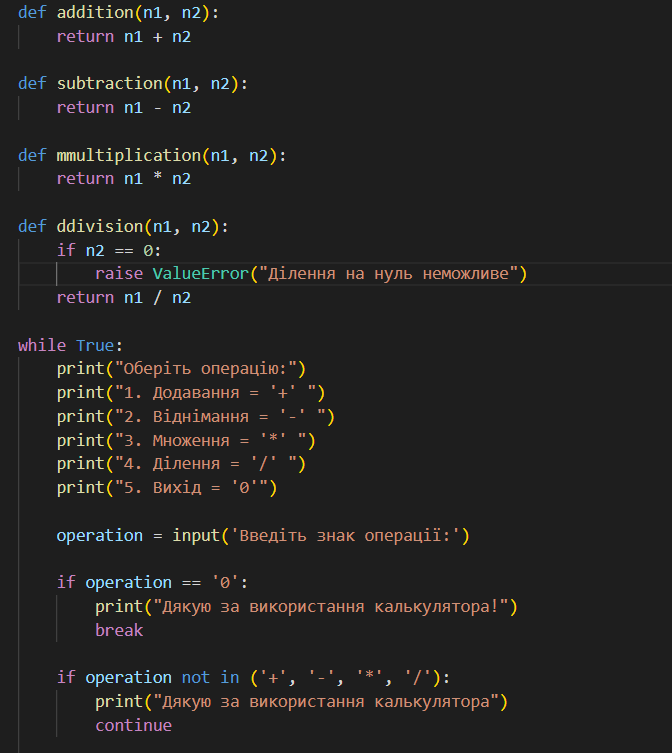 def addition(n1, n2):
    return n1 + n2
def subtraction(n1, n2):
    return n1 - n2
def mmultiplication(n1, n2):
    return n1 * n2
def ddivision(n1, n2):
    if n2 == 0:
        raise ValueError("Ділення на нуль неможливе")
    return n1 / n2
while True:
    print("Оберіть операцію:")
    print("1. Додавання = '+' ")
    print("2. Віднімання = '-' ")
    print("3. Множення = '*' ")
    print("4. Ділення = '/' ")
    print("5. Вихід = '0'")
    operation = input('Введіть знак операції:')
    if operation == '0':
        print("Дякую за використання калькулятора!")
        break
    if operation not in ('+', '-', '*', '/'):
        print("Дякую за використання калькулятора")
        continue